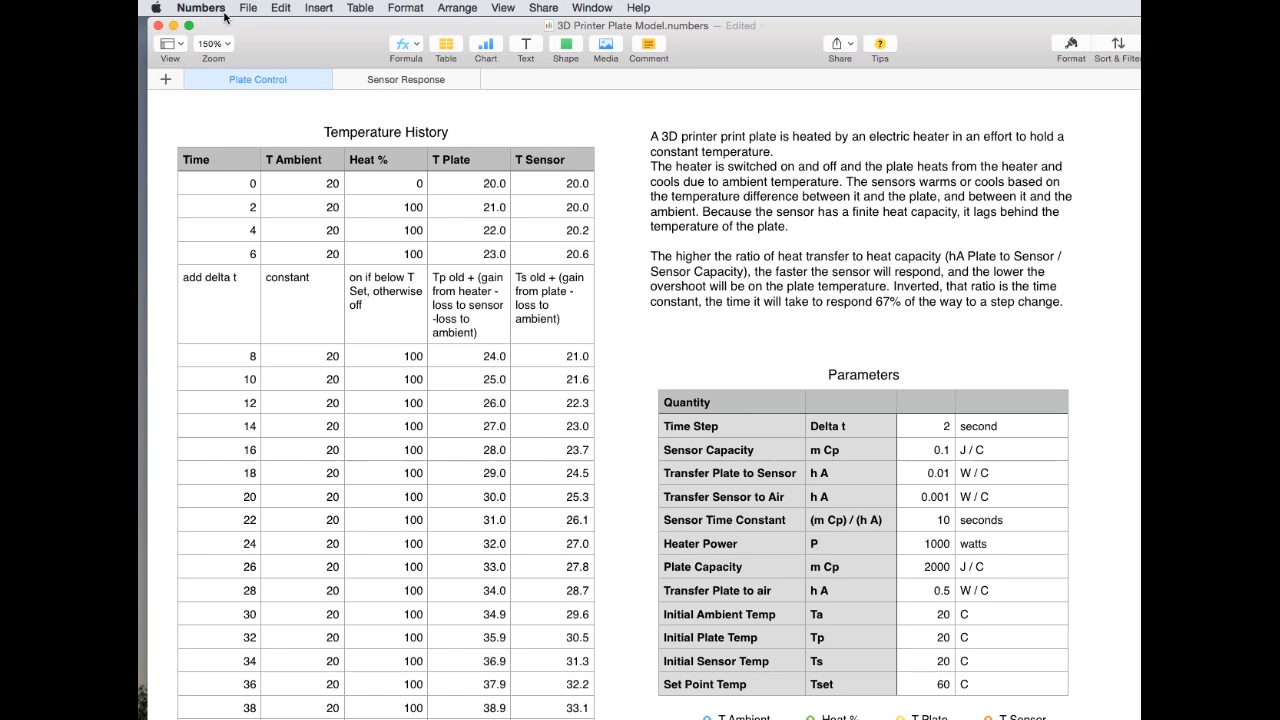 Numbers File Edit Insert Table Format Arrange View Share Window Help
3D Printer Plate Model.numbers — Edited
150%
View Zoom Formula Table Chart Text Shape Media Comment Share Tips Format Sort & Filte
Plate Control Sensor Response
Temperature History
Time T Ambient Heat % T Plate T Sensor
0 20 0 20.0 20.0
2 20 100 21.0 20.0
4 20 100 22.0 20.2
6 20 100 23.0 20.6
add delta t
constant
on if below T
Set, otherwise
off
Tp old + (gain
from heater -
loss to sensor
-loss to
ambient)
Ts old + (gain
from plate -
loss to
ambient)
8 20 100 24.0 21.0
10 20 100 25.0 21.6
12 20 100 26.0 22.3
14 20 100 27.0 23.0
16 20 100 28.0 23.7
18 20 100 29.0 24.5
20 20 100 30.0 25.3
22 20 100 31.0 26.1
24 20 100 32.0 27.0
26 20 100 33.0 27.8
28 20 100 34.0 28.7
30 20 100 34.9 29.6
32 20 100 35.9 30.5
34 20 100 36.9 31.3
36 20 100 37.9 32.2
38 20 100 38.9 33.1
A 3D printer print plate is heated by an electric heater in an effort to hold a
constant temperature.
The heater is switched on and off and the plate heats from the heater and
cools due to ambient temperature. The sensors warms or cools based on
the temperature difference between it and the plate, and between it and the
ambient. Because the sensor has a finite heat capacity, it lags behind the
temperature of the plate.
The higher the ratio of heat transfer to heat capacity (hA Plate to Sensor /
Sensor Capacity), the faster the sensor will respond, and the lower the
overshoot will be on the plate temperature. Inverted, that ratio is the time
constant, the time it will take to respond 67% of the way to a step change.
Parameters
Quantity
Time Step Delta t 2 second
Sensor Capacity m Cp 0.1 J / C
Transfer Plate to Sensor h A 0.01 W / C
Transfer Sensor to Air h A 0.001 W / C
Sensor Time Constant (m Cp) / (h A) 10 seconds
Heater Power P 1000 watts
Plate Capacity m Cp 2000 J / C
Transfer Plate to air h A 0.5 W / C
Initial Ambient Temp Ta 20 C
Initial Plate Temp Tp 20 C
Initial Sensor Temp Ts 20 C
Set Point Temp Tset 60 C
T Ambient Heat % T Plate T Sensor